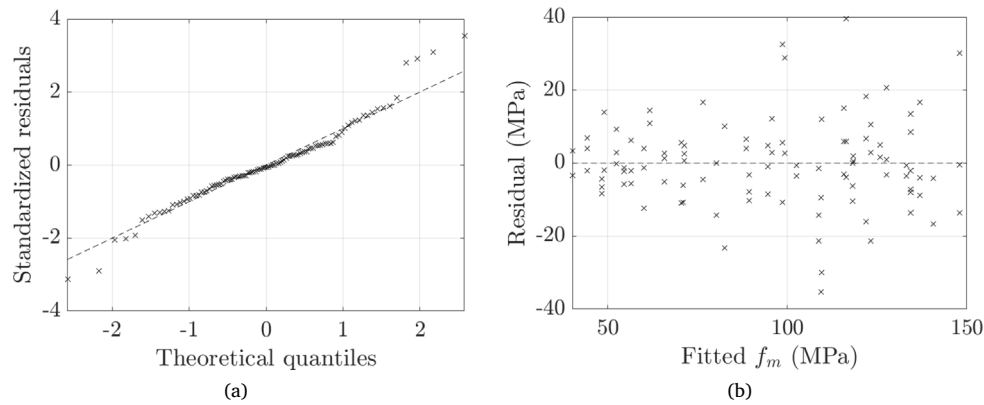 4
2
0
-2
-4
Standardized residuals
-2 -1 0 1 2
Theoretical quantiles
(a)
40
20
0
-20
-40
Residual (MPa)
50 100 150
Fitted fₘ (MPa)
(b)